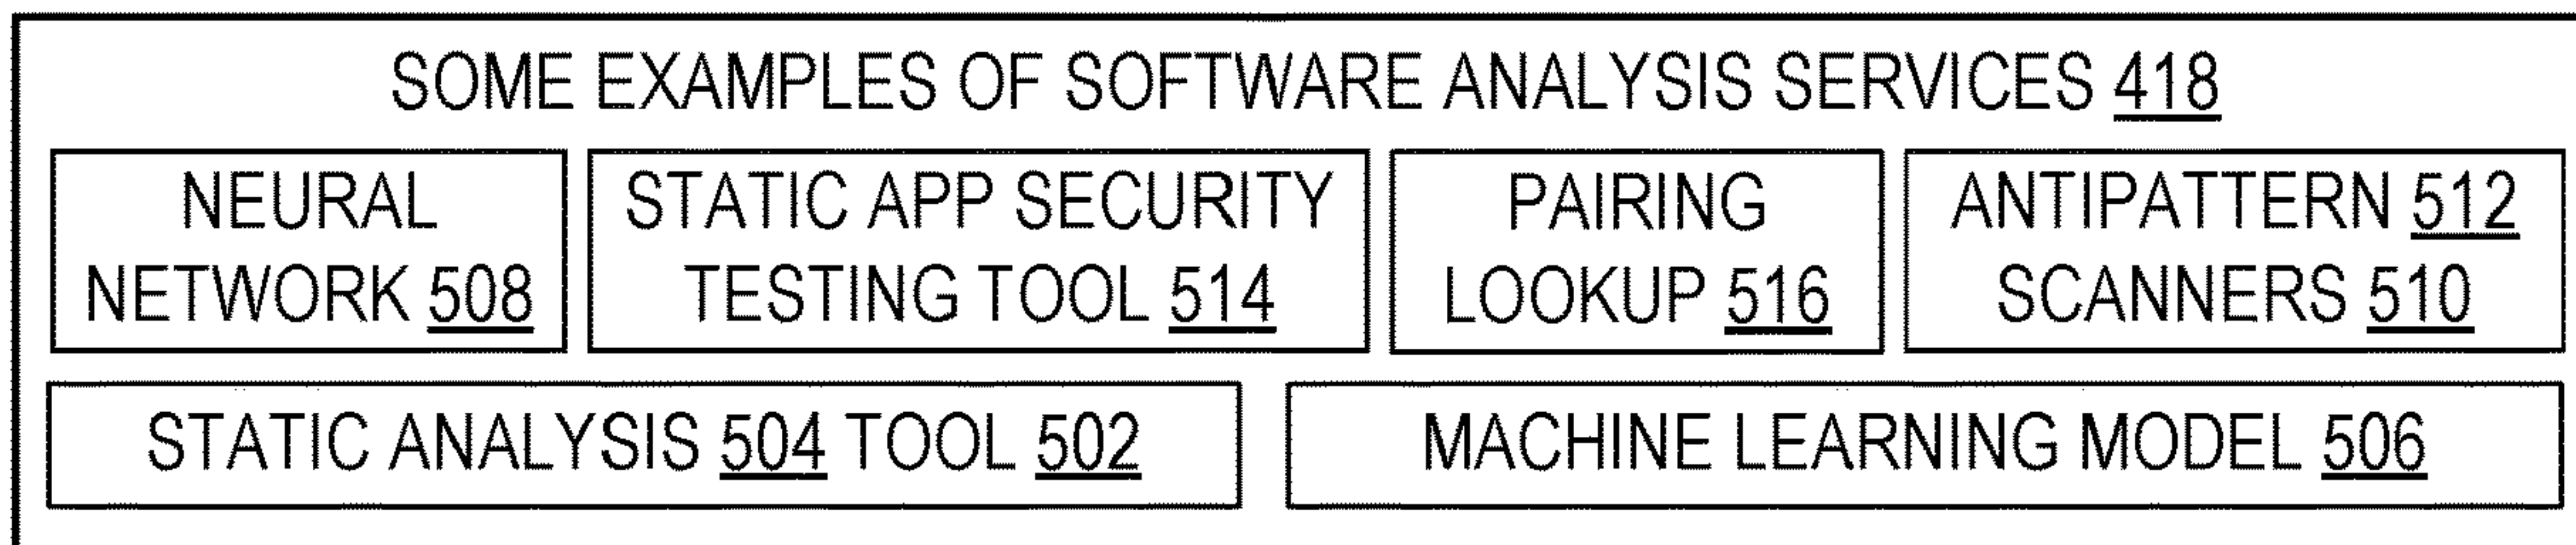 SOME EXAMPLES OF SOFTWARE ANALYSIS SERVICES 418
NEURAL
NETWORK 508
STATIC APP SECURITY
TESTING TOOL 514
PAIRING
LOOKUP 516
ANTIPATTERN 512
SCANNERS 510
STATIC ANALYSIS 504 TOOL 502
MACHINE LEARNING MODEL 506